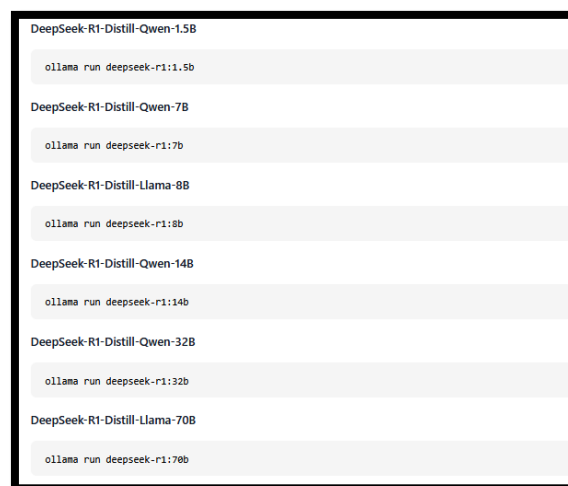 DeepSeek-R1-Distill-Qwen-1.5B
ollama run deepseek-r1:1.5b
DeepSeek-R1-Distill-Qwen-7B
ollama run deepseek-r1:7b
DeepSeek-R1-Distill-Llama-8B
ollama run deepseek-r1:8b
DeepSeek-R1-Distill-Qwen-14B
ollama run deepseek-r1:14b
DeepSeek-R1-Distill-Qwen-32B
ollama run deepseek-r1:32b
DeepSeek-R1-Distill-Llama-70B
ollama run deepseek-r1:70b